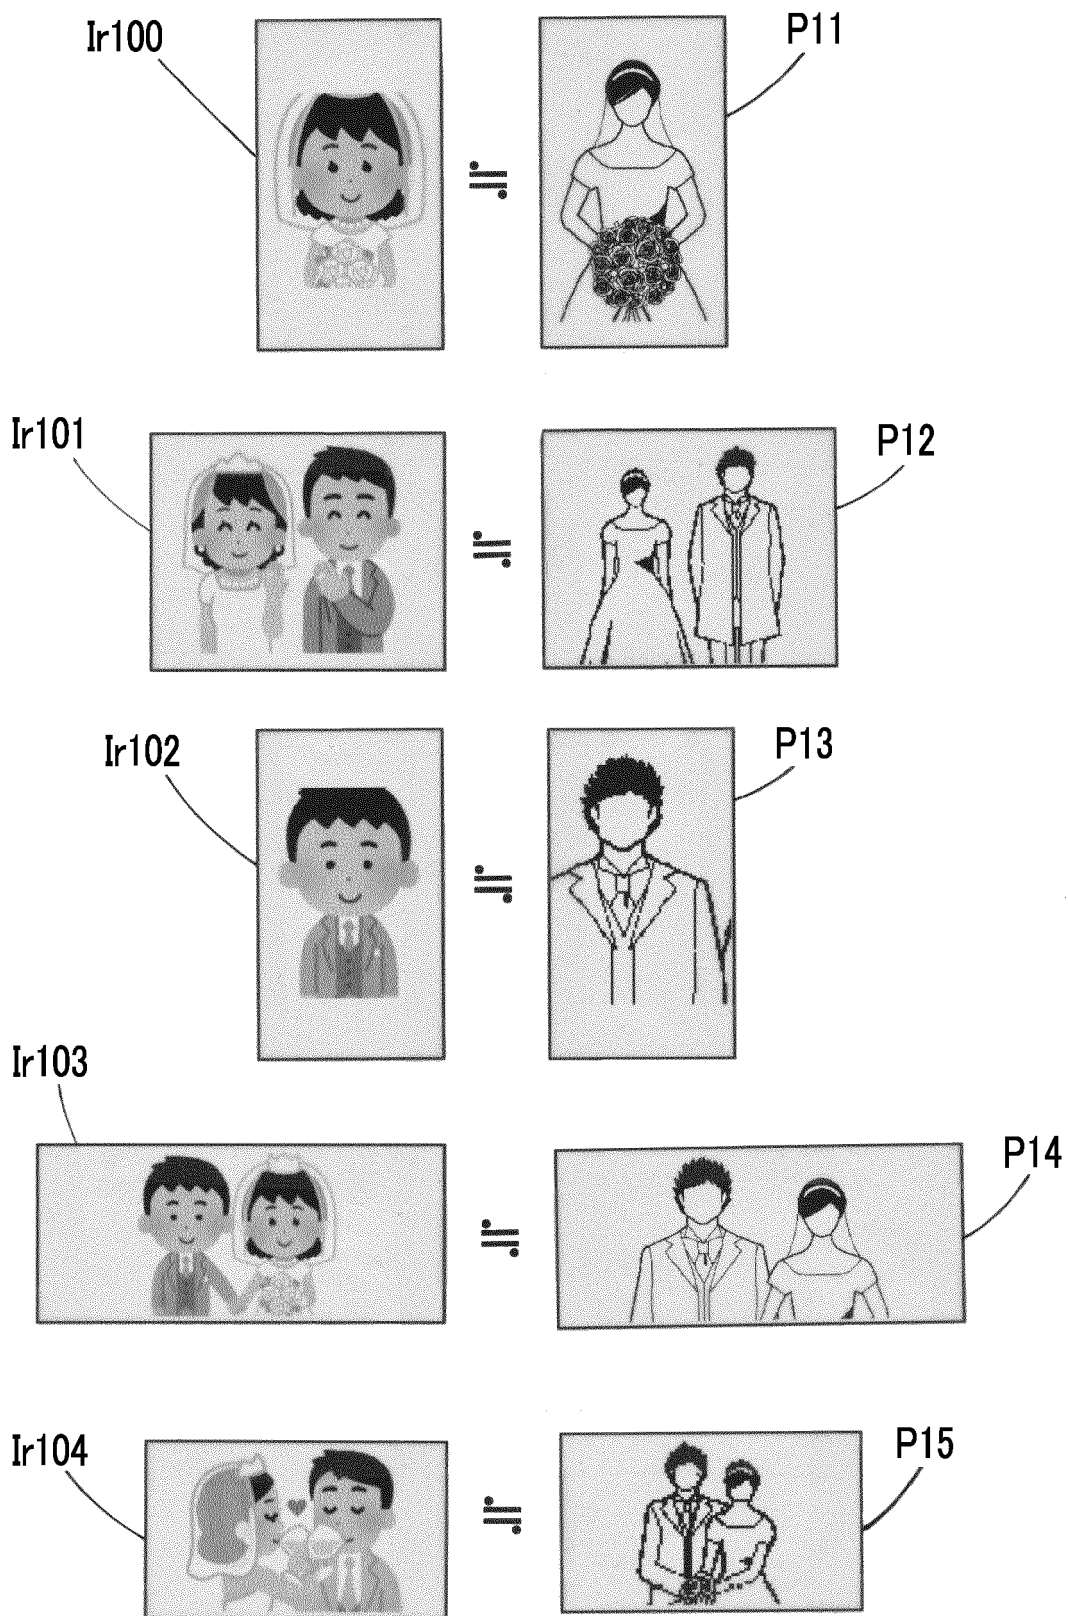 Ir100 ≒ P11
Ir101 ≒ P12
Ir102 ≒ P13
Ir103 ≒ P14
Ir104 ≒ P15